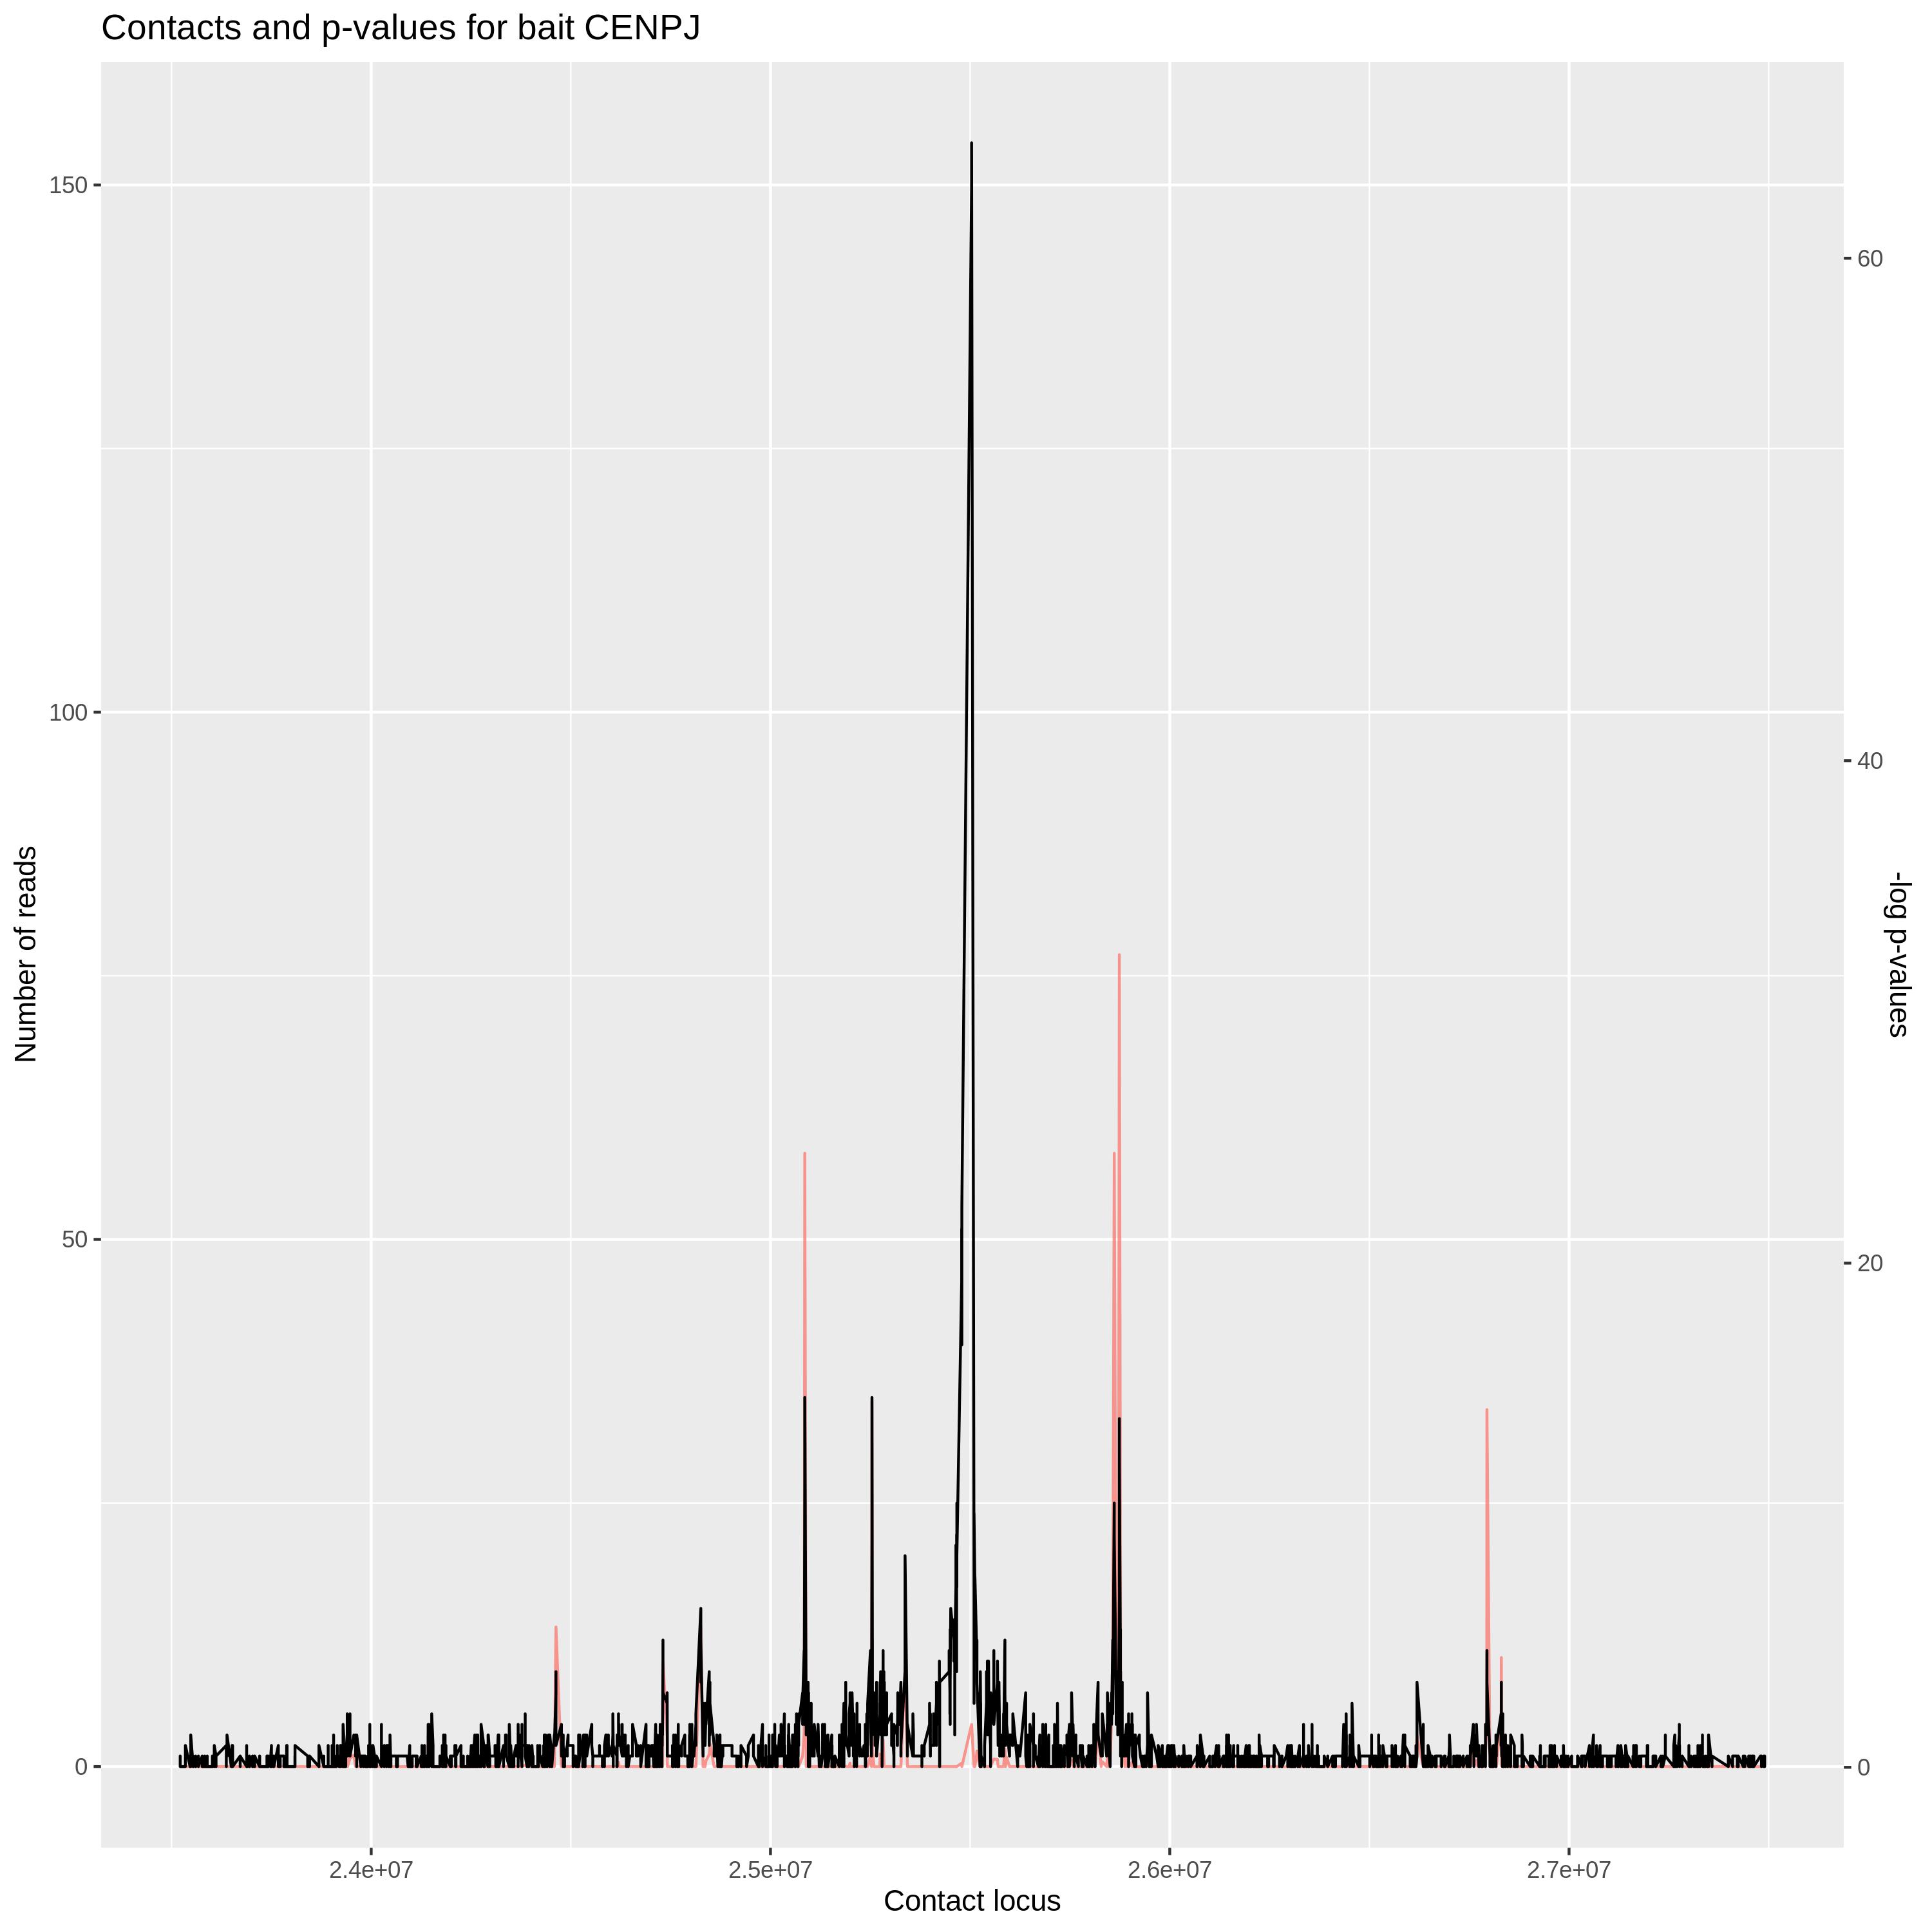 Contacts and p-values for bait CENPJ
150
100
50
0
Number of reads
60
40
20
0
-log p-values
2.4e+07 2.5e+07 2.6e+07 2.7e+07
Contact locus